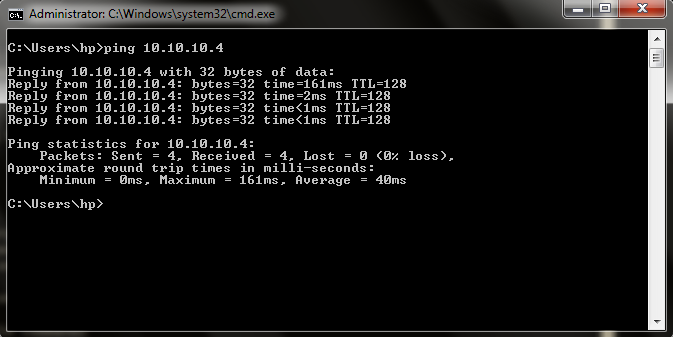 Administrator: C:\Windows\system32\cmd.exe
C:\Users\hp>ping 10.10.10.4
Pinging 10.10.10.4 with 32 bytes of data:
Reply from 10.10.10.4: bytes=32 time=161ms TTL=128
Reply from 10.10.10.4: bytes=32 time=2ms TTL=128
Reply from 10.10.10.4: bytes=32 time<1ms TTL=128
Reply from 10.10.10.4: bytes=32 time<1ms TTL=128
Ping statistics for 10.10.10.4:
    Packets: Sent = 4, Received = 4, Lost = 0 (0% loss),
Approximate round trip times in milli-seconds:
    Minimum = 0ms, Maximum = 161ms, Average = 40ms
C:\Users\hp>